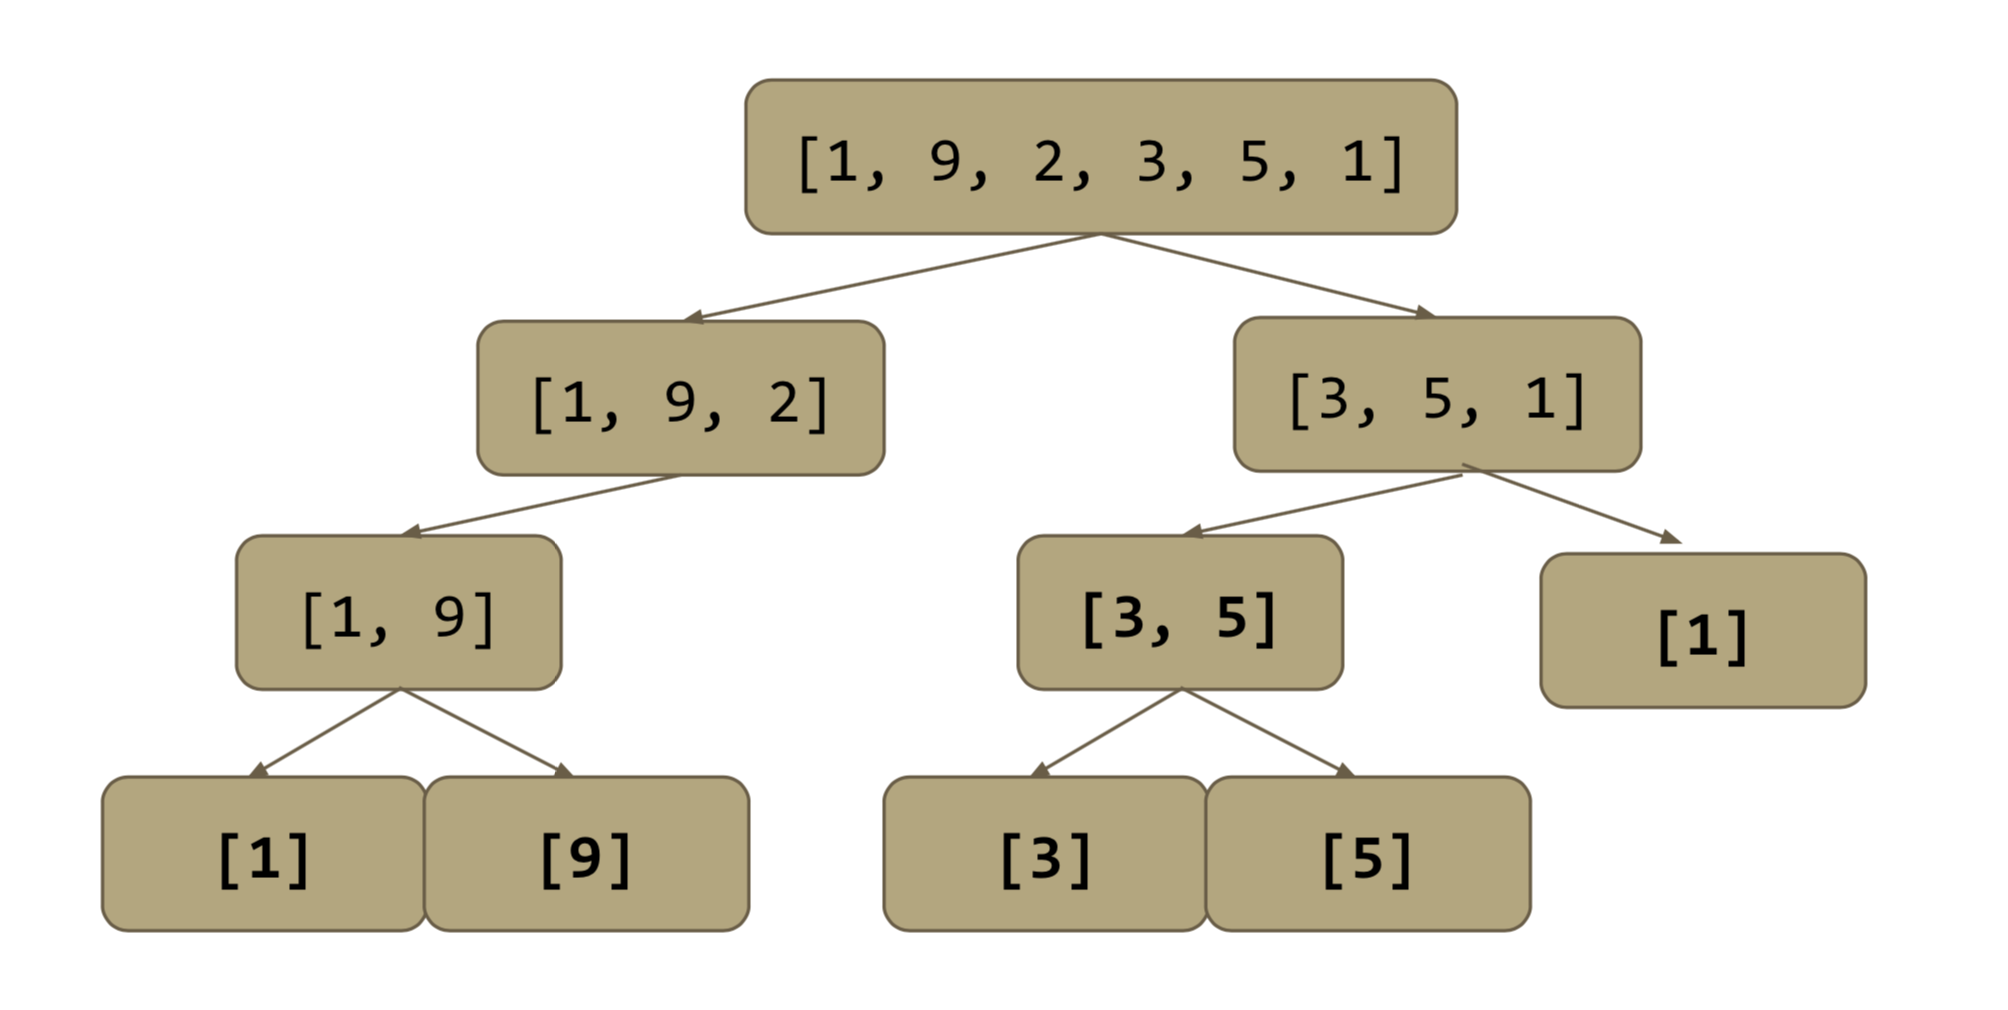 [1, 9, 2, 3, 5, 1]
[1, 9, 2]
[3, 5, 1]
[1, 9]
[3, 5]
[1]
[1]
[9]
[3]
[5]